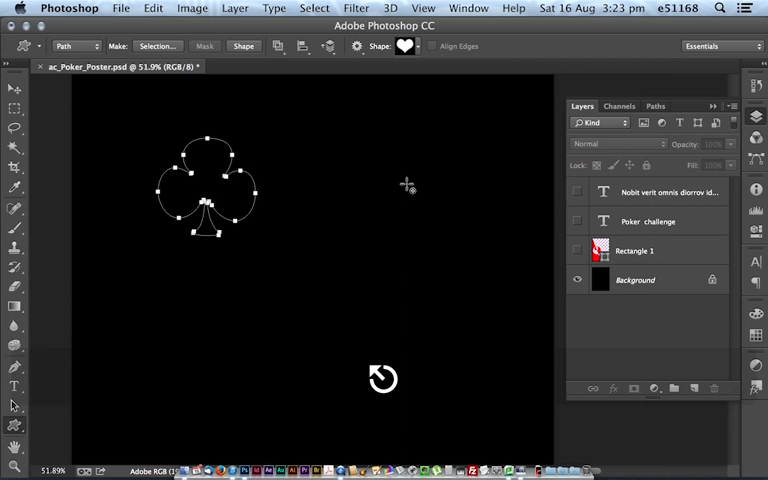 Photoshop File Edit Image Layer Type Select Filter 3D View Window Help Sat 16 Aug 3:23 pm e51168
Adobe Photoshop CC
Path Make: Selection... Mask Shape Shape: Align Edges Essentials
ac_Poker_Poster.psd @ 51.9% (RGB/8) *
Layers Channels Paths
Kind
Normal Opacity: 100%
Lock: Fill: 100%
T Nobit verit omnis diorrov id...
T Poker challenge
Rectangle 1
Background
51.89% Adobe RGB (19